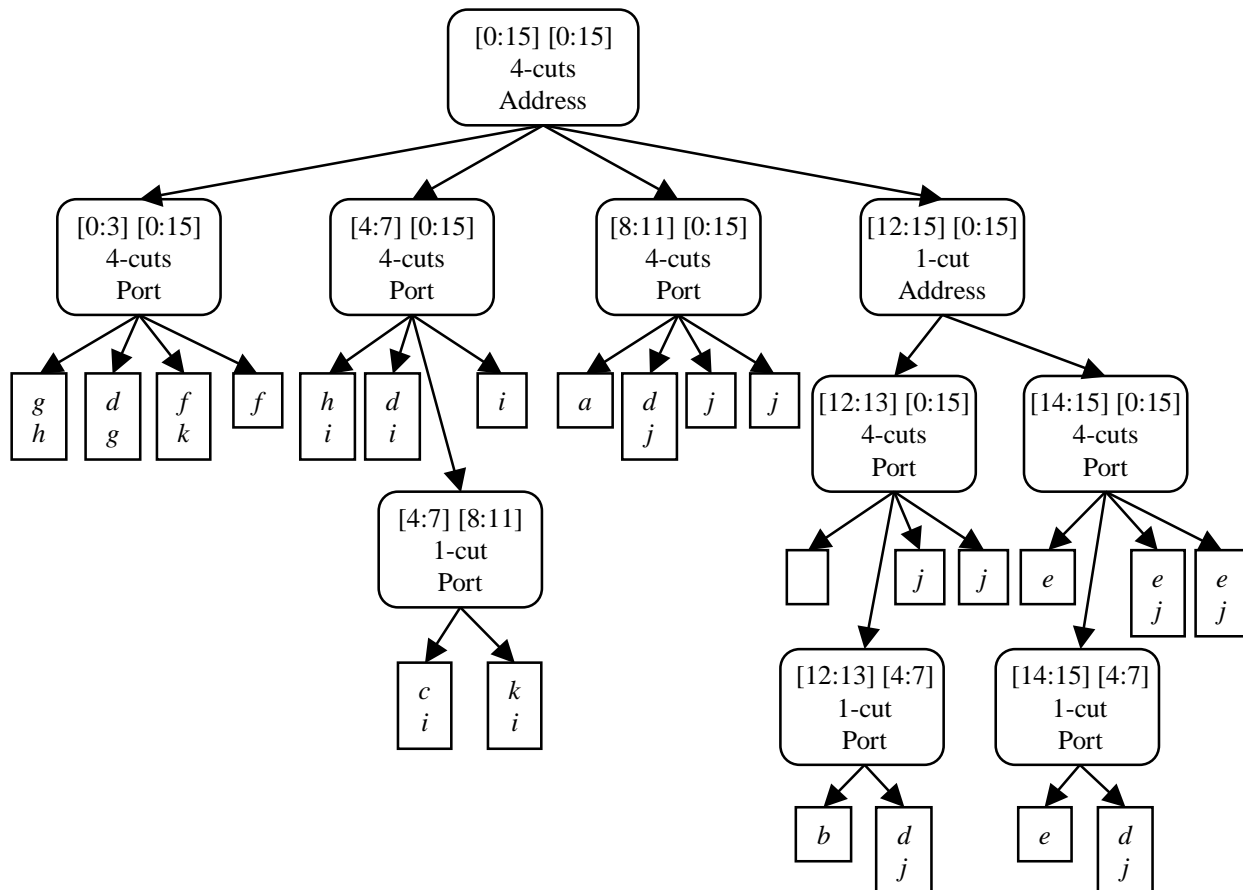 [0:15] [0:15]
4-cuts
Address
[0:3] [0:15]
4-cuts
Port
[4:7] [0:15]
4-cuts
Port
[8:11] [0:15]
4-cuts
Port
[12:15] [0:15]
1-cut
Address
g
h
d
g
f
k
f
h
i
d
i
i
a
d
j
j
j
[12:13] [0:15]
4-cuts
Port
[14:15] [0:15]
4-cuts
Port
[4:7] [8:11]
1-cut
Port
j
j
e
e
j
e
j
c
i
k
i
[12:13] [4:7]
1-cut
Port
[14:15] [4:7]
1-cut
Port
b
d
j
e
d
j